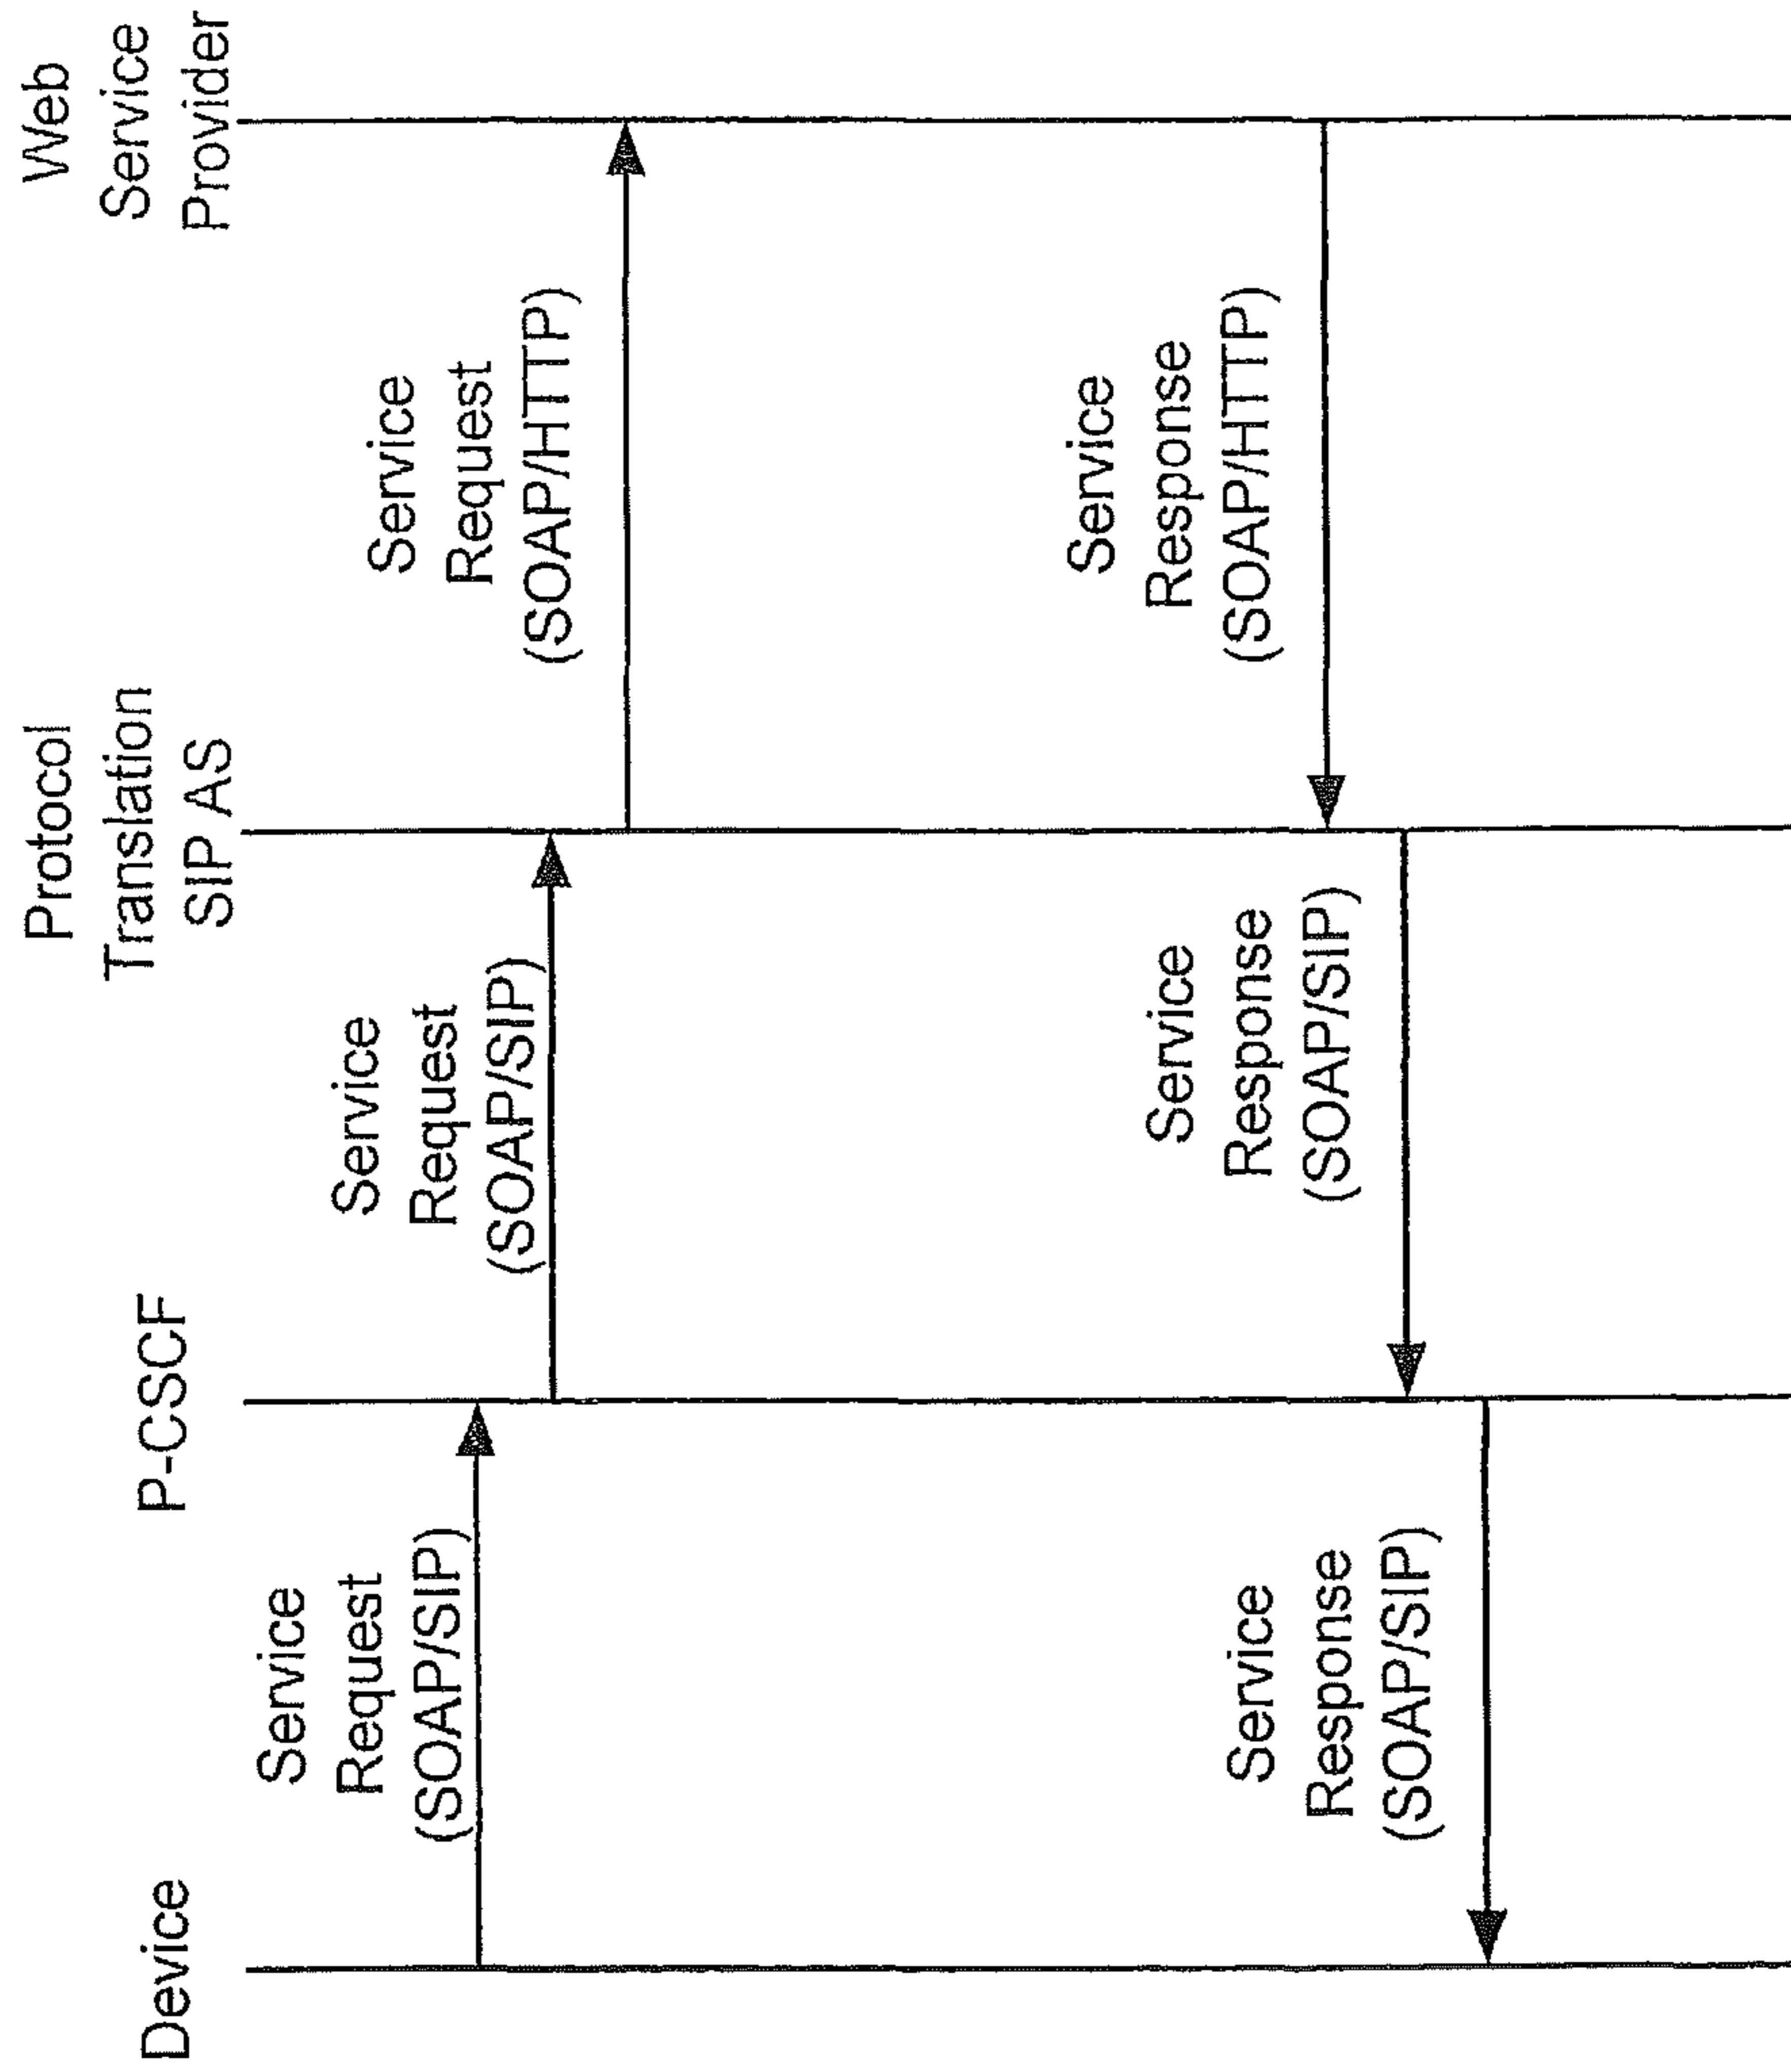 Device
P-CSCF
Protocol
Translation
SIP AS
Web
Service
Provider
Service
Request
(SOAP/SIP)
Service
Request
(SOAP/SIP)
Service
Request
(SOAP/HTTP)
Service
Response
(SOAP/HTTP)
Service
Response
(SOAP/SIP)
Service
Response
(SOAP/SIP)